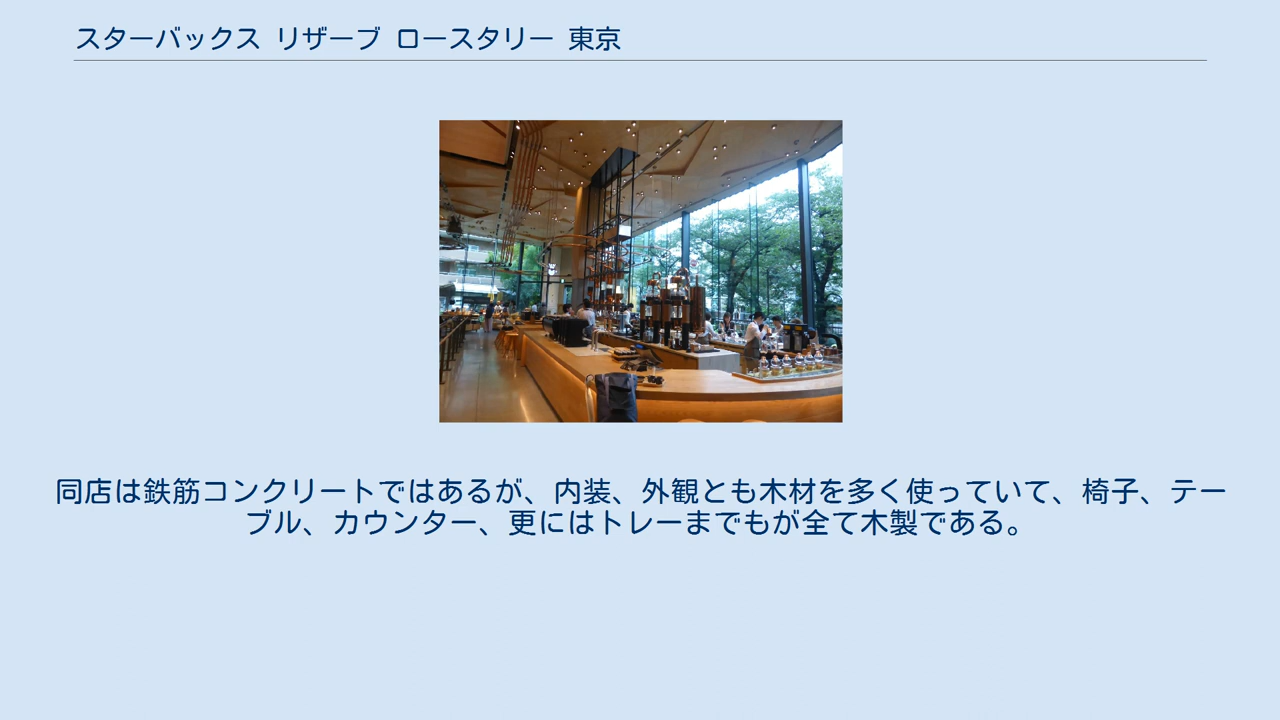 スターバックス リザーブ ロースタリー 東京
同店は鉄筋コンクリートではあるが、内装、外観とも木材を多く使っていて、椅子、テー
ブル、カウンター、更にはトレーまでもが全て木製である。